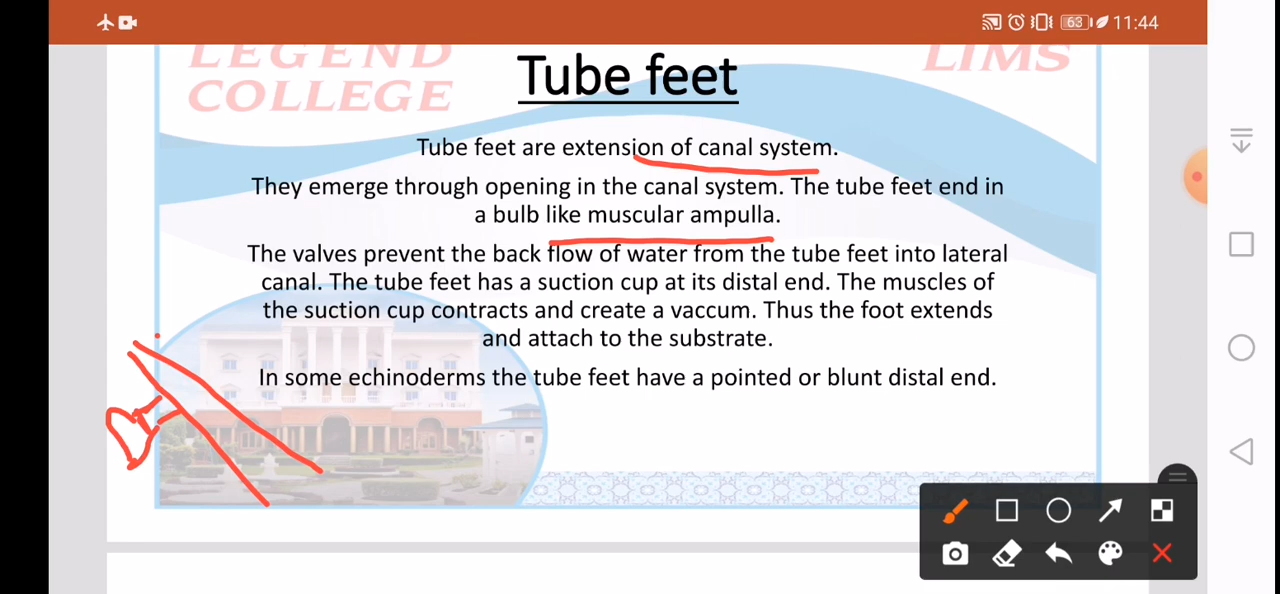 63 11:44
LEGEND
COLLEGE
LIMS
Tube feet
Tube feet are extension of canal system.
They emerge through opening in the canal system. The tube feet end in
a bulb like muscular ampulla.
The valves prevent the back flow of water from the tube feet into lateral
canal. The tube feet has a suction cup at its distal end. The muscles of
the suction cup contracts and create a vaccum. Thus the foot extends
and attach to the substrate.
In some echinoderms the tube feet have a pointed or blunt distal end.